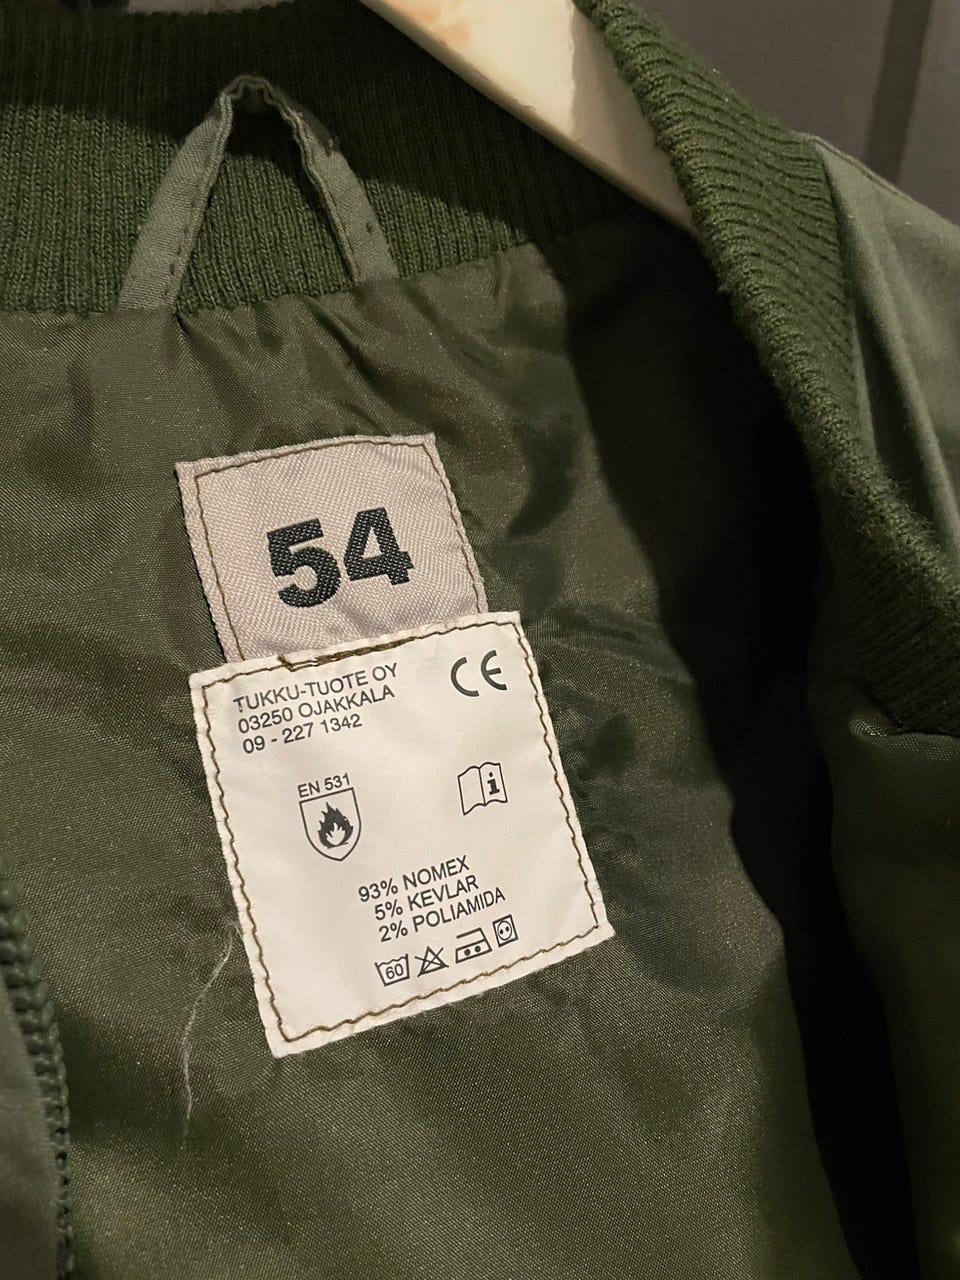 54
TUKKU-TUOTE OY
03250 OJAKKALA
09 - 227 1342
CE
EN 531
i
93% NOMEX
5% KEVLAR
2% POLIAMIDA
60